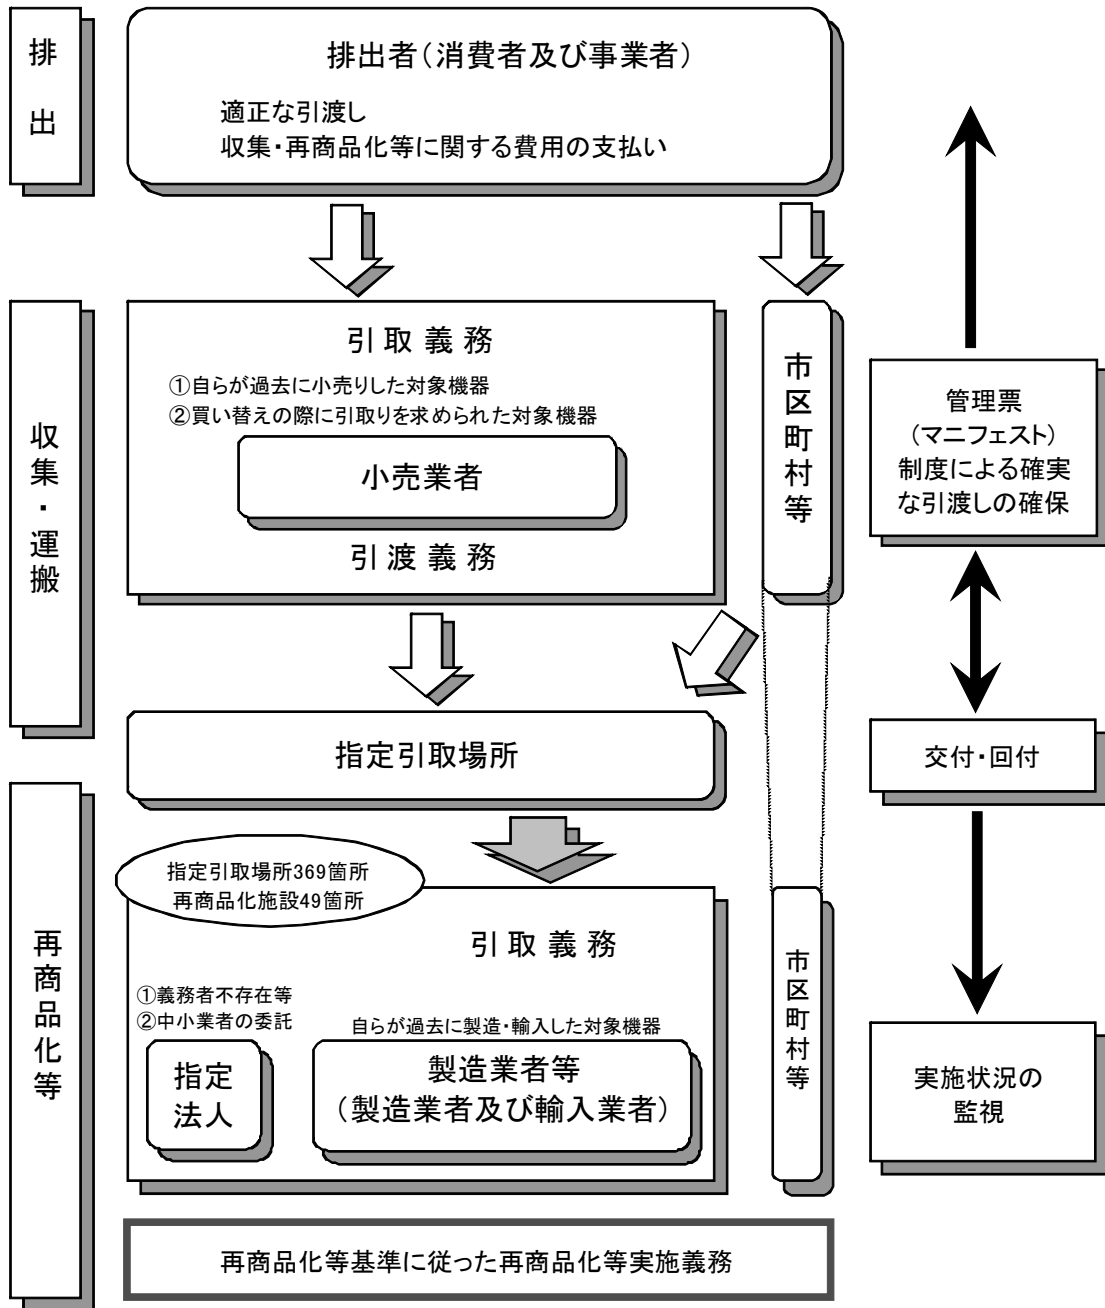 排出
排出者（消費者及び事業者）
適正な引渡し
収集・再商品化等に関する費用の支払い
収集・運搬
引取義務
①自らが過去に小売りした対象機器
②買い替えの際に引取りを求められた対象機器
小売業者
引渡義務
市区町村等
管理票
（マニフェスト）
制度による確実
な引渡しの確保
指定引取場所
交付・回付
再商品化等
指定引取場所369箇所
再商品化施設49箇所
引取義務
①義務者不存在等
②中小業者の委託
指定
法人
自らが過去に製造・輸入した対象機器
製造業者等
（製造業者及び輸入業者）
市区町村等
実施状況の
監視
再商品化等基準に従った再商品化等実施義務